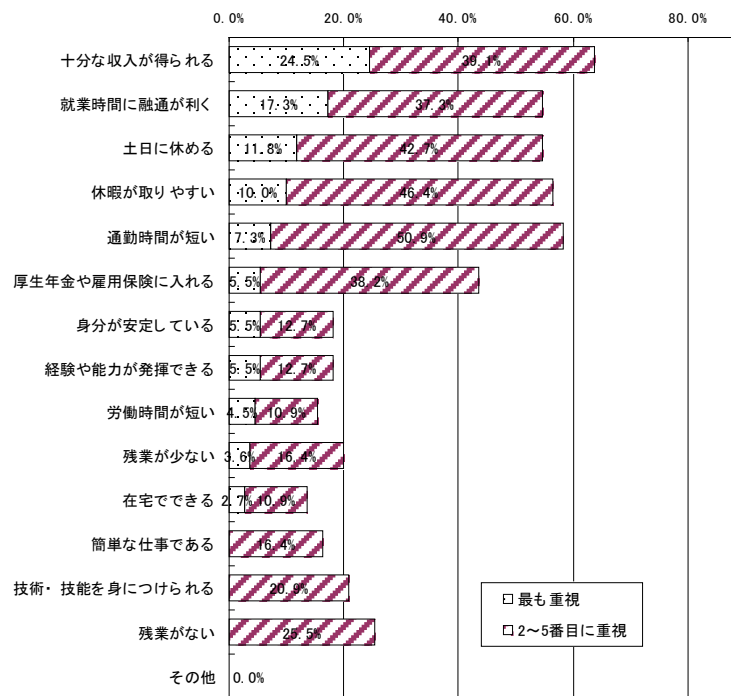 0.0% 20.0% 40.0% 60.0% 80.0%
十分な収入が得られる 24.5% 39.1%
就業時間に融通が利く 17.3% 37.3%
土日に休める 11.8% 42.7%
休暇が取りやすい 10.0% 46.4%
通勤時間が短い 7.3% 50.9%
厚生年金や雇用保険に入れる 5.5% 38.2%
身分が安定している 5.5% 12.7%
経験や能力が発揮できる 5.5% 12.7%
労働時間が短い 4.5% 10.9%
残業が少ない 3.6% 16.4%
在宅でできる 2.7% 10.9%
簡単な仕事である 16.4%
技術・技能を身につけられる 20.9%
残業がない 25.5%
その他 0.0%
最も重視
2～5番目に重視